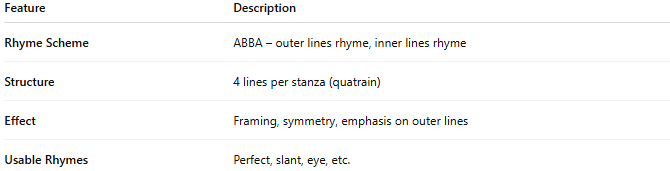 Feature Description
Rhyme Scheme ABBA – outer lines rhyme, inner lines rhyme
Structure 4 lines per stanza (quatrain)
Effect Framing, symmetry, emphasis on outer lines
Usable Rhymes Perfect, slant, eye, etc.